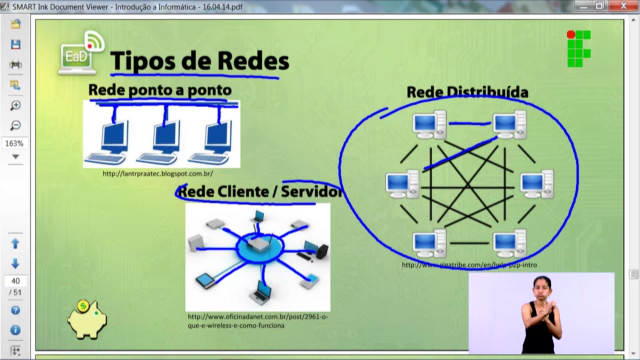 SMART Ink Document Viewer - Introdução a Informática - 16.04.14.pdf
EaD
Tipos de Redes
Rede ponto a ponto
http://lantrpraatec.blogspot.com.br/
Rede Distribuída
Rede Cliente / Servidor
http://www.oficinadanet.com.br/post/2961-o-
que-e-wireless-e-como-funciona
163%
40
/ 51